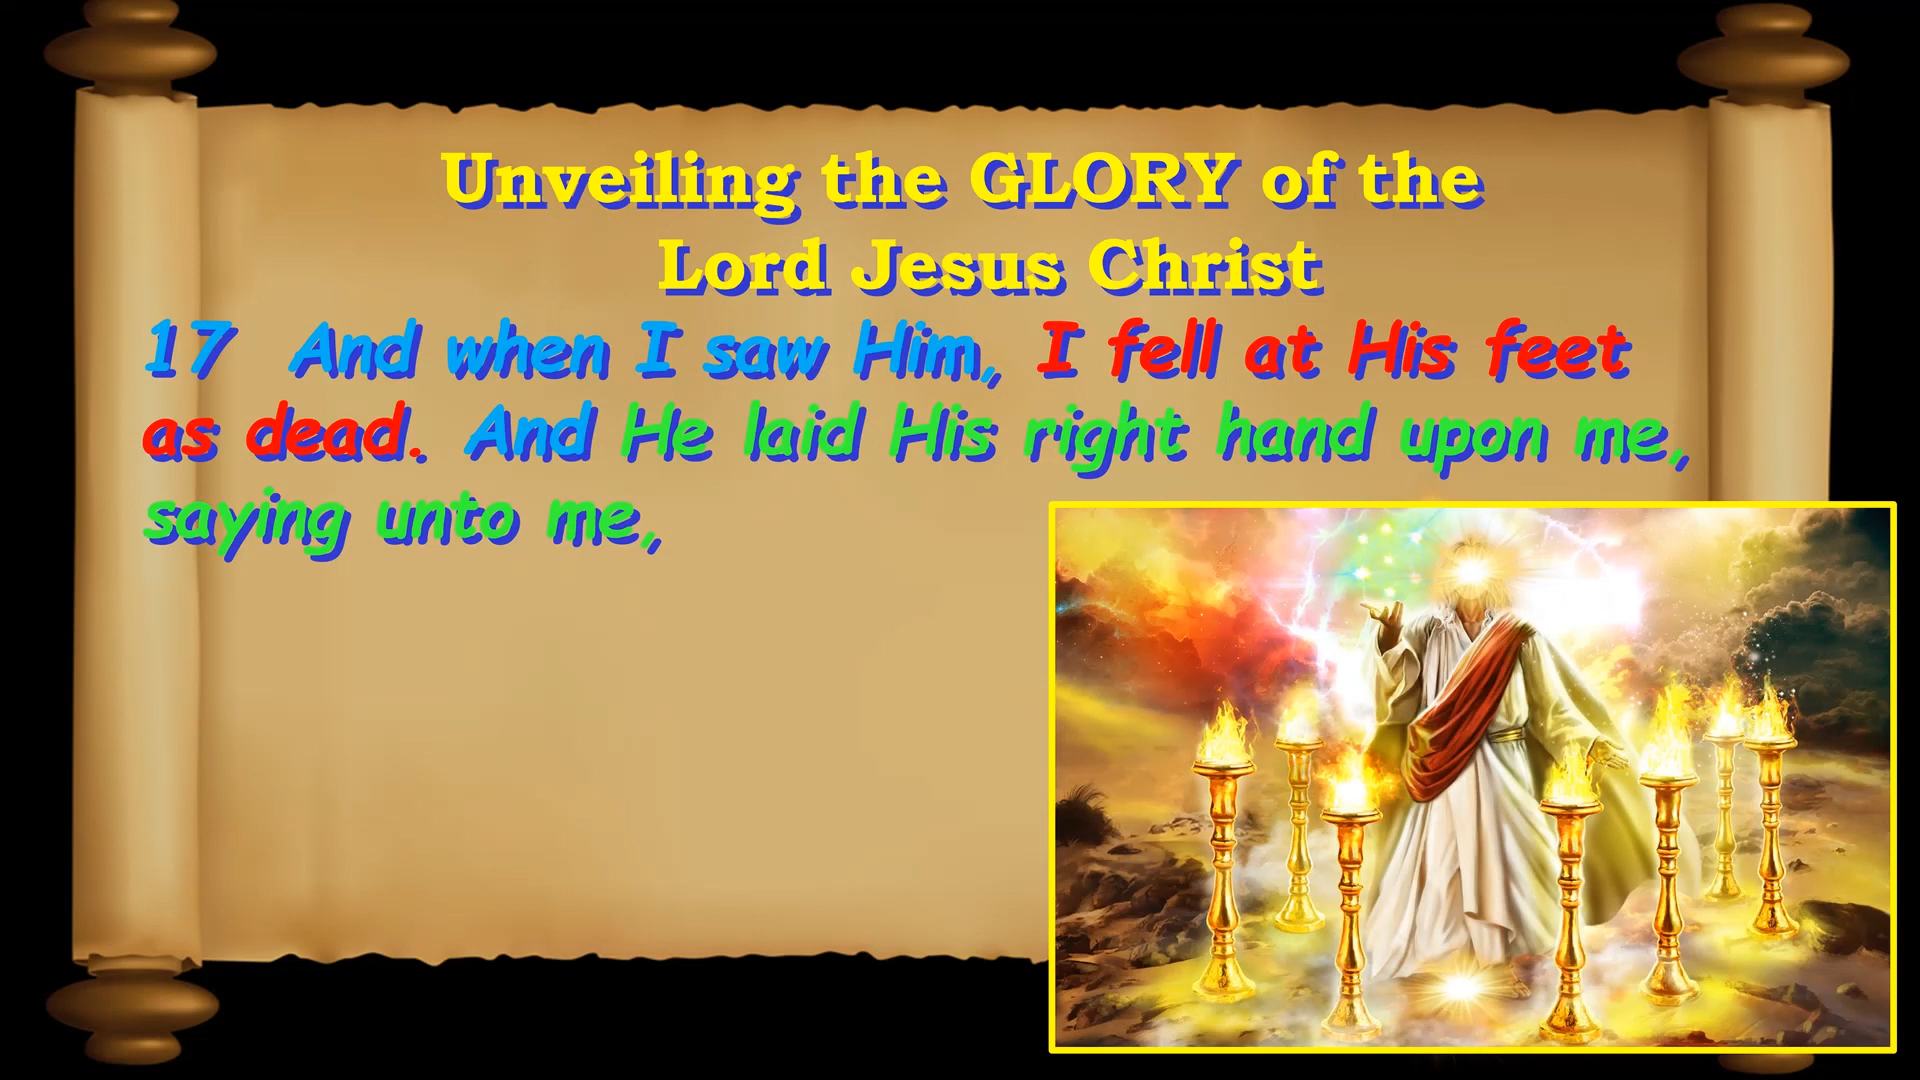 Unveiling the GLORY of the
Lord Jesus Christ
17 And when I saw Him, I fell at His feet
as dead. And He laid His right hand upon me,
saying unto me,